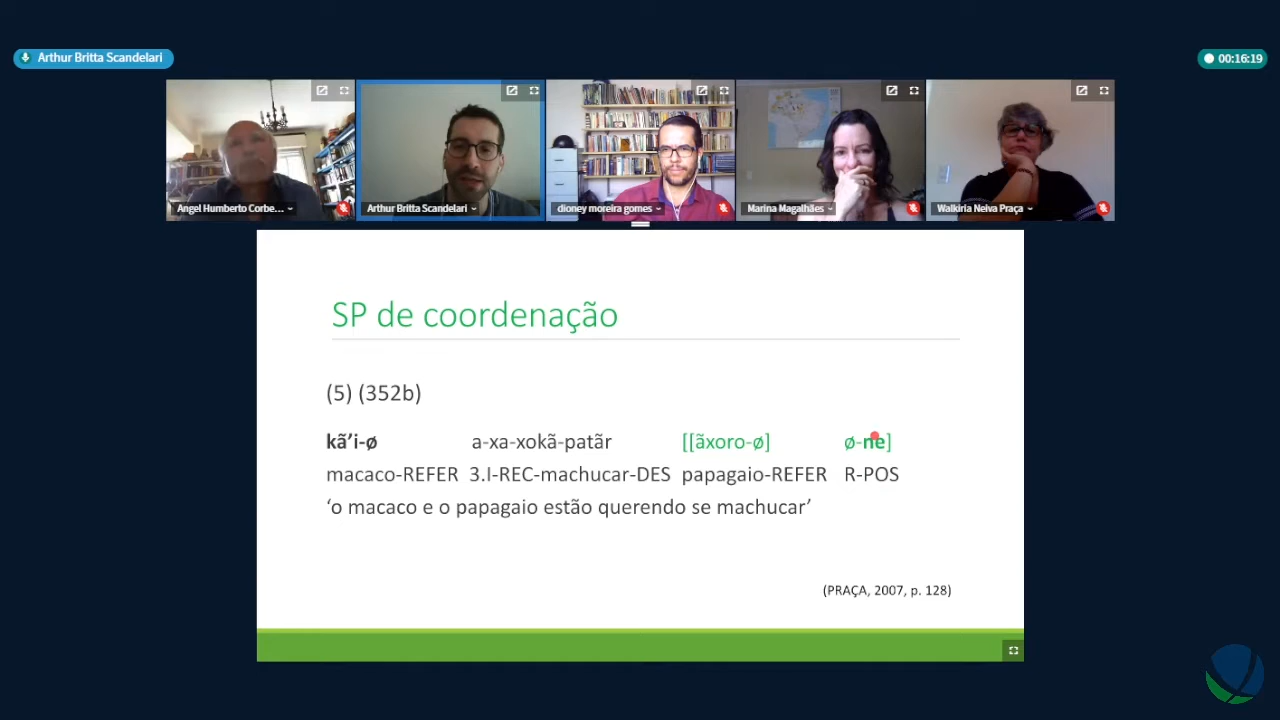 Arthur Britta Scandelari
00:16:19
Angel Humberto Corbe...
Arthur Britta Scandelari
dioney moreira gomes
Marina Magalhães
Walkiria Neiva Praça
SP de coordenação
(5) (352b)
kã’i-ø a-xa-xokã-patãr [[ãxoro-ø] ø-ne]
macaco-REFER 3.I-REC-machucar-DES papagaio-REFER R-POS
‘o macaco e o papagaio estão querendo se machucar’
(PRAÇA, 2007, p. 128)